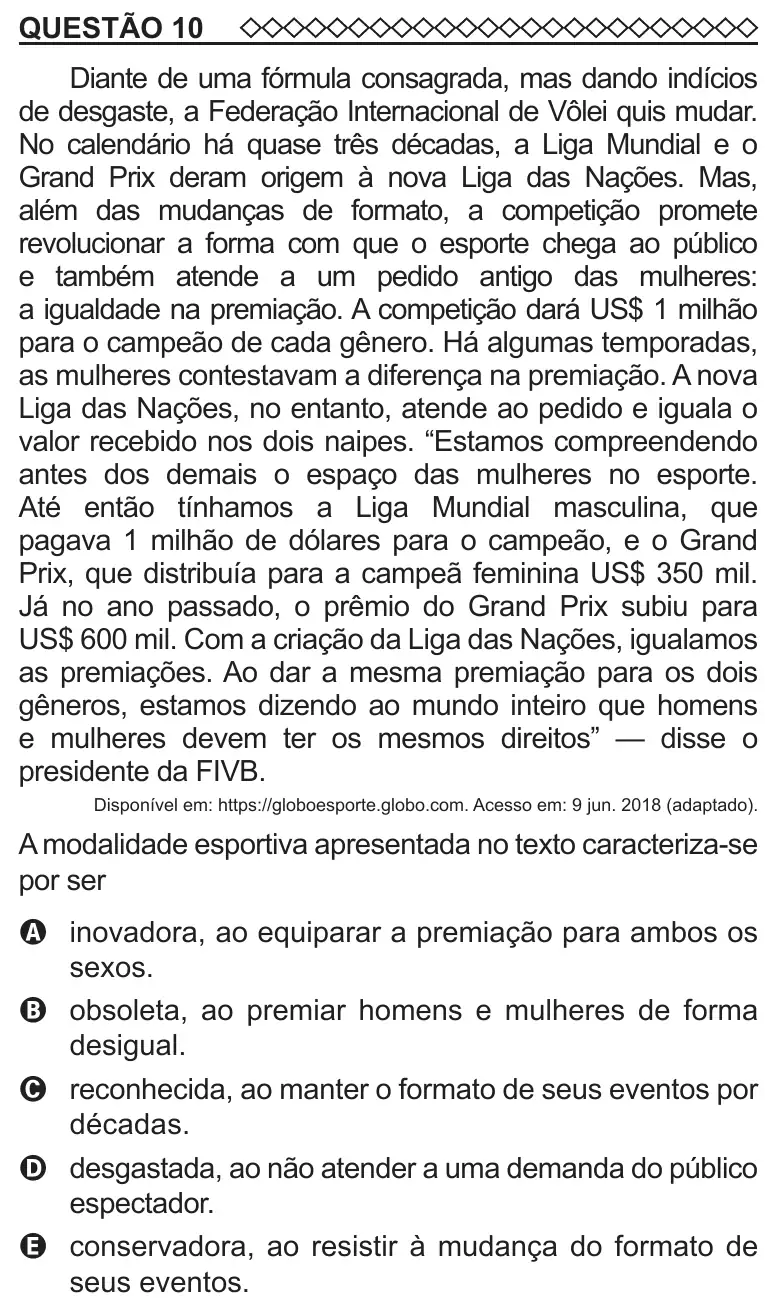 QUESTÃO 10
Diante de uma fórmula consagrada, mas dando indícios
de desgaste, a Federação Internacional de Vôlei quis mudar.
No calendário há quase três décadas, a Liga Mundial e o
Grand Prix deram origem à nova Liga das Nações. Mas,
além das mudanças de formato, a competição promete
revolucionar a forma com que o esporte chega ao público
e também atende a um pedido antigo das mulheres:
a igualdade na premiação. A competição dará US$ 1 milhão
para o campeão de cada gênero. Há algumas temporadas,
as mulheres contestavam a diferença na premiação. A nova
Liga das Nações, no entanto, atende ao pedido e iguala o
valor recebido nos dois naipes. “Estamos compreendendo
antes dos demais o espaço das mulheres no esporte.
Até então tínhamos a Liga Mundial masculina, que
pagava 1 milhão de dólares para o campeão, e o Grand
Prix, que distribuía para a campeã feminina US$ 350 mil.
Já no ano passado, o prêmio do Grand Prix subiu para
US$ 600 mil. Com a criação da Liga das Nações, igualamos
as premiações. Ao dar a mesma premiação para os dois
gêneros, estamos dizendo ao mundo inteiro que homens
e mulheres devem ter os mesmos direitos” — disse o
presidente da FIVB.
Disponível em: https://globoesporte.globo.com. Acesso em: 9 jun. 2018 (adaptado).
A modalidade esportiva apresentada no texto caracteriza-se
por ser
A inovadora, ao equiparar a premiação para ambos os
sexos.
B obsoleta, ao premiar homens e mulheres de forma
desigual.
C reconhecida, ao manter o formato de seus eventos por
décadas.
D desgastada, ao não atender a uma demanda do público
espectador.
E conservadora, ao resistir à mudança do formato de
seus eventos.